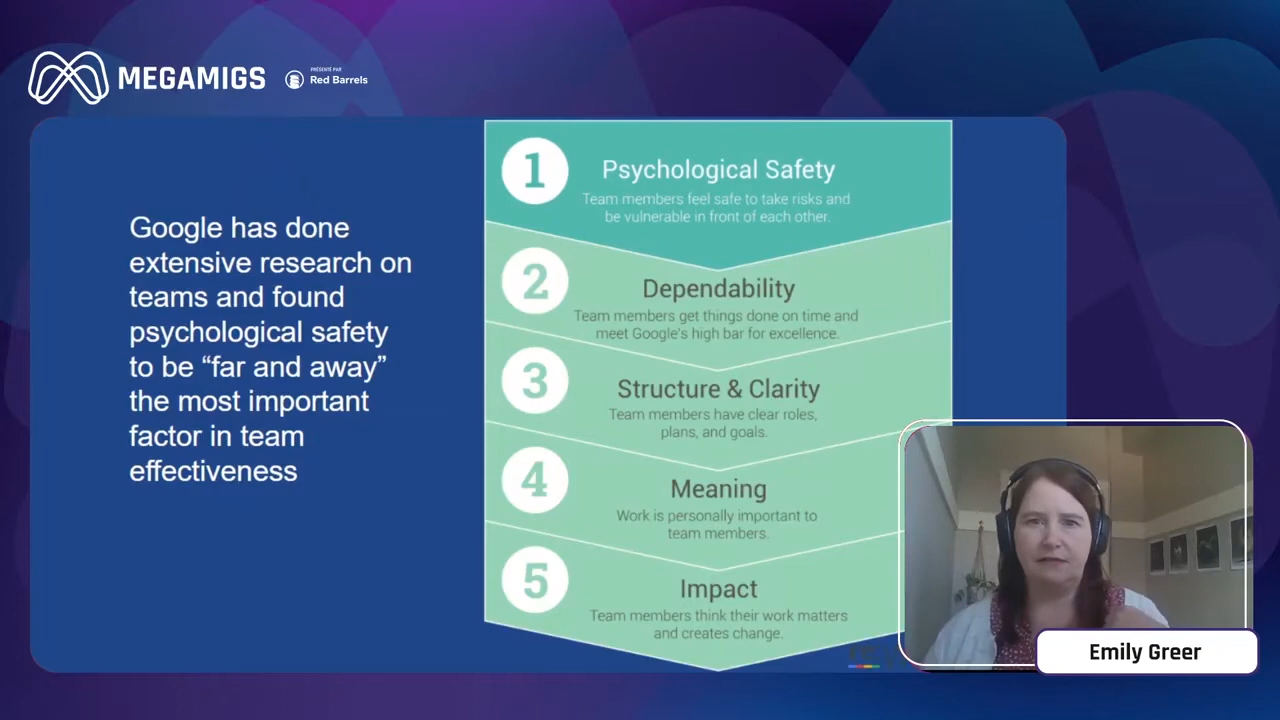 MEGAMIGS
PRÉSENTÉ PAR
Red Barrels
Google has done
extensive research on
teams and found
psychological safety
to be “far and away”
the most important
factor in team
effectiveness
1
Psychological Safety
Team members feel safe to take risks and
be vulnerable in front of each other.
2
Dependability
Team members get things done on time and
meet Google's high bar for excellence.
3
Structure & Clarity
Team members have clear roles,
plans, and goals.
4
Meaning
Work is personally important to
team members.
5
Impact
Team members think their work matters
and creates change.
Emily Greer